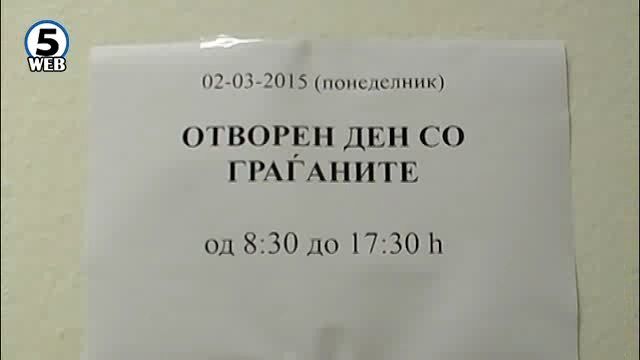 5
WEB
02-03-2015 (понеделник)
ОТВОРЕН ДЕН СО
ГРАЃАНИТЕ
од 8:30 до 17:30 h